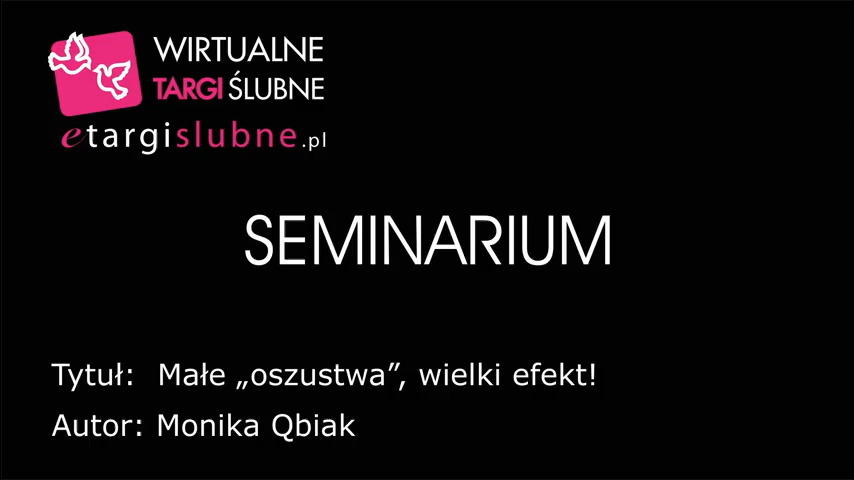 WIRTUALNE
TARGI ŚLUBNE
etargislubne.pl
SEMINARIUM
Tytuł: Małe „oszustwa”, wielki efekt!
Autor: Monika Qbiak